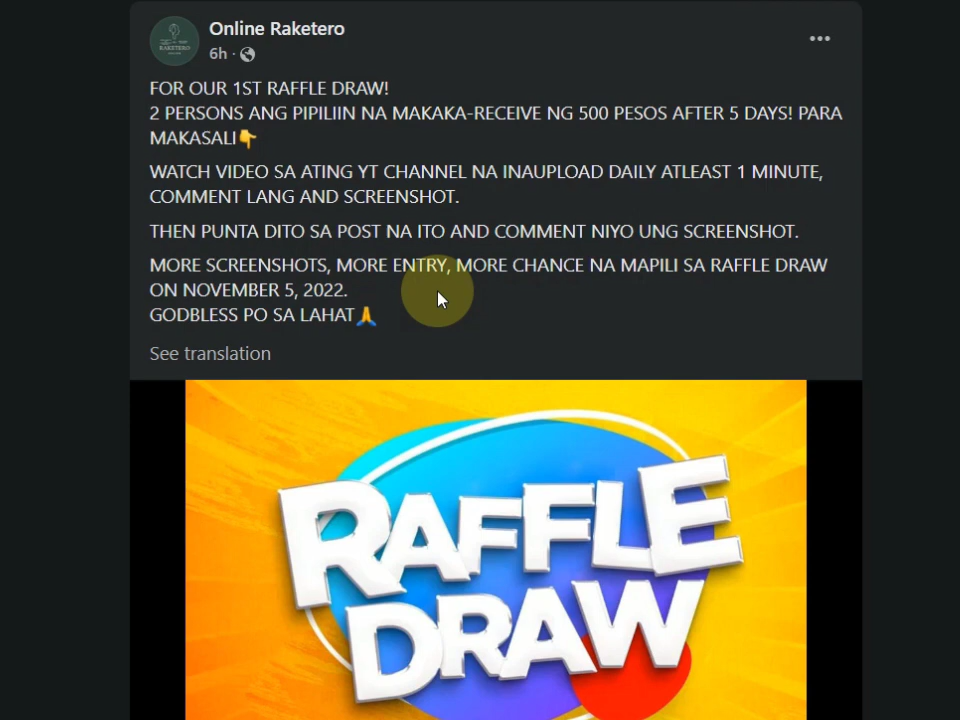 Online Raketero
6h ·
FOR OUR 1ST RAFFLE DRAW!
2 PERSONS ANG PIPILIIN NA MAKAKA-RECEIVE NG 500 PESOS AFTER 5 DAYS! PARA
MAKASALI👇
WATCH VIDEO SA ATING YT CHANNEL NA INAUPLOAD DAILY ATLEAST 1 MINUTE,
COMMENT LANG AND SCREENSHOT.
THEN PUNTA DITO SA POST NA ITO AND COMMENT NIYO UNG SCREENSHOT.
MORE SCREENSHOTS, MORE ENTRY, MORE CHANCE NA MAPILI SA RAFFLE DRAW
ON NOVEMBER 5, 2022.
GODBLESS PO SA LAHAT🙏
See translation
RAFFLE
DRAW